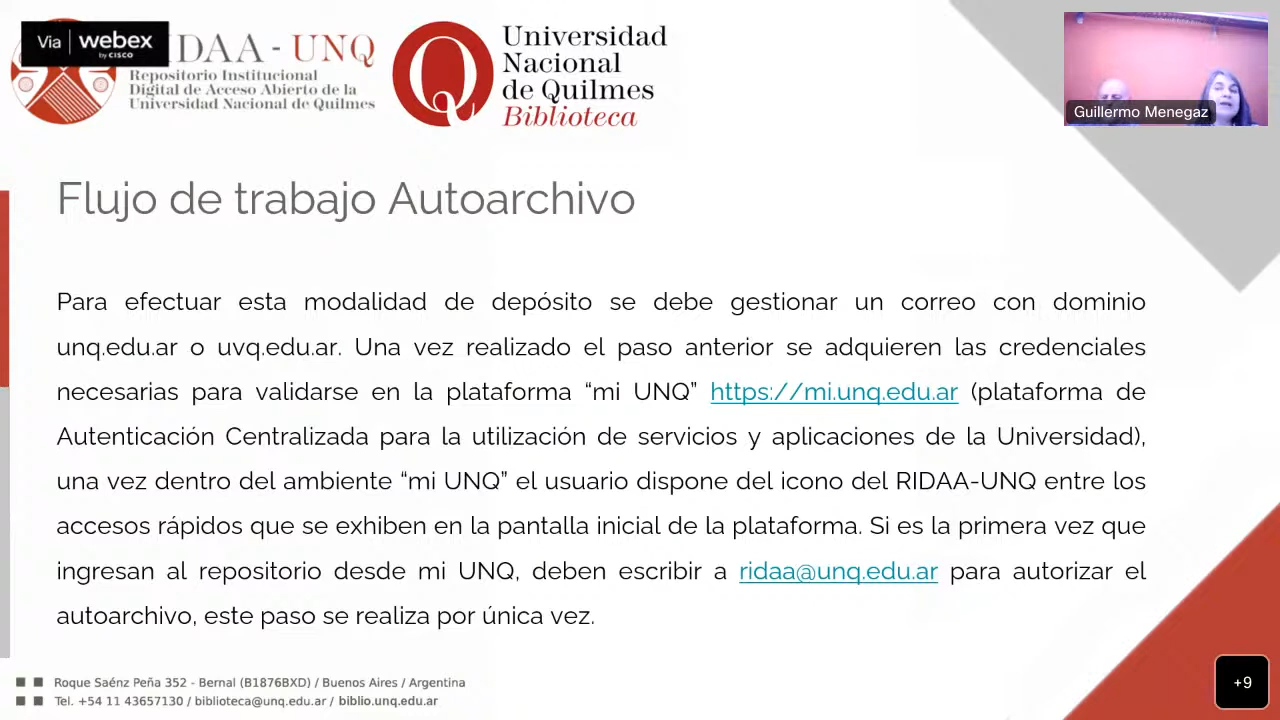 Via webex
by CISCO
IDAA - UNQ
Repositorio Institucional
Digital de Acceso Abierto de la
Universidad Nacional de Quilmes
Universidad
Nacional
de Quilmes
Biblioteca
Guillermo Menegaz
Flujo de trabajo Autoarchivo
Para efectuar esta modalidad de depósito se debe gestionar un correo con dominio
unq.edu.ar o uvq.edu.ar. Una vez realizado el paso anterior se adquieren las credenciales
necesarias para validarse en la plataforma “mi UNQ” https://mi.unq.edu.ar (plataforma de
Autenticación Centralizada para la utilización de servicios y aplicaciones de la Universidad),
una vez dentro del ambiente “mi UNQ” el usuario dispone del icono del RIDAA-UNQ entre los
accesos rápidos que se exhiben en la pantalla inicial de la plataforma. Si es la primera vez que
ingresan al repositorio desde mi UNQ, deben escribir a ridaa@unq.edu.ar para autorizar el
autoarchivo, este paso se realiza por única vez.
Roque Saénz Peña 352 - Bernal (B1876BXD) / Buenos Aires / Argentina
Tel. +54 11 43657130 / biblioteca@unq.edu.ar / biblio.unq.edu.ar
+9